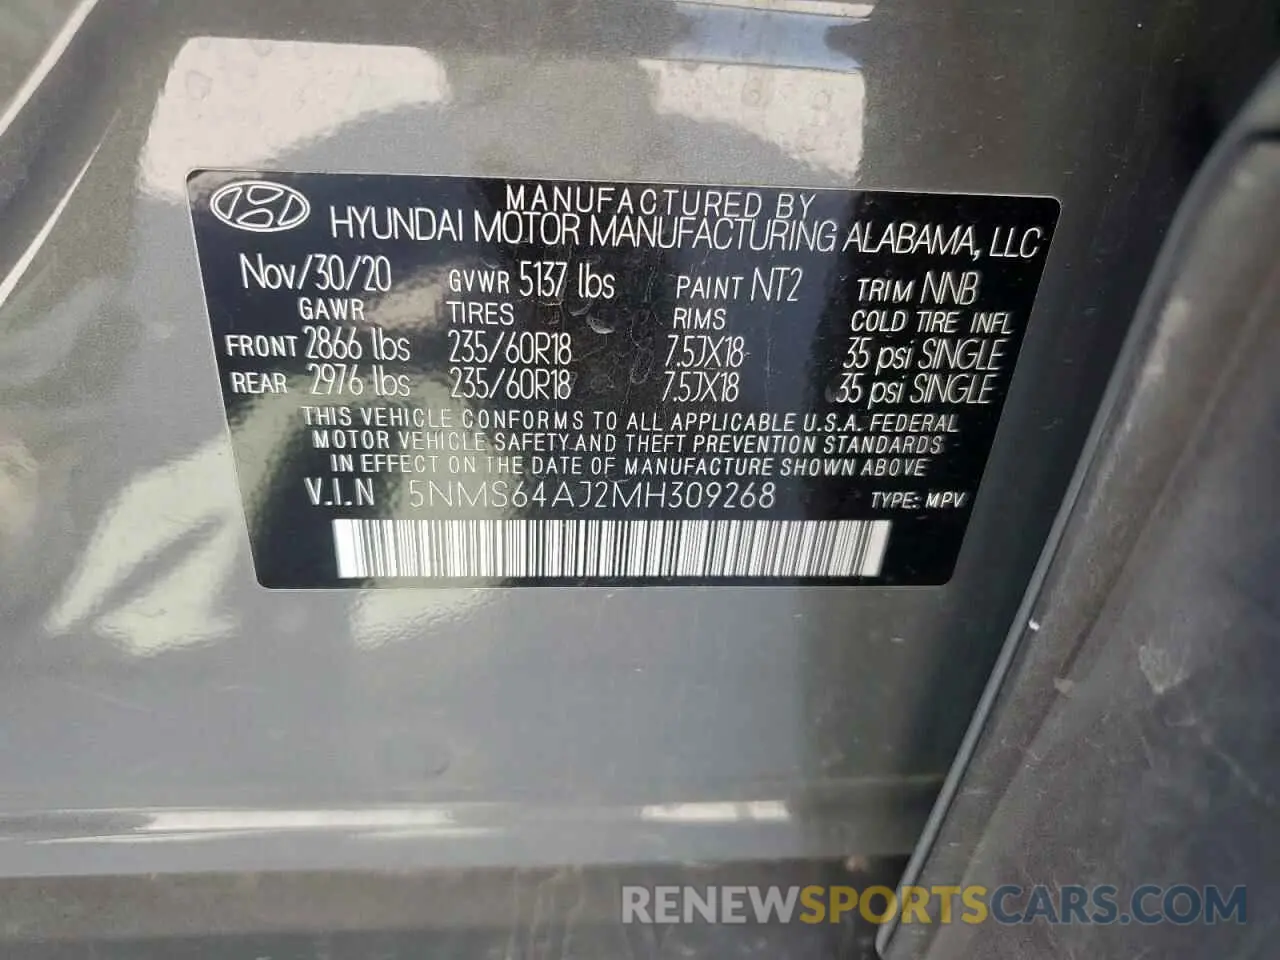 MANUFACTURED BY
HYUNDAI MOTOR MANUFACTURING ALABAMA, LLC
Nov/30/20 GVWR 5137 lbs PAINT NT2 TRIM NNB
GAWR TIRES RIMS COLD TIRE INFL
FRONT 2866 lbs 235/60R18 7.5JX18 35 psi SINGLE
REAR 2976 lbs 235/60R18 7.5JX18 35 psi SINGLE
THIS VEHICLE CONFORMS TO ALL APPLICABLE U.S.A. FEDERAL
MOTOR VEHICLE SAFETY AND THEFT PREVENTION STANDARDS
IN EFFECT ON THE DATE OF MANUFACTURE SHOWN ABOVE
V.I.N 5NMS64AJ2MH309268 TYPE: MPV
RENEWSPORTSCARS.COM